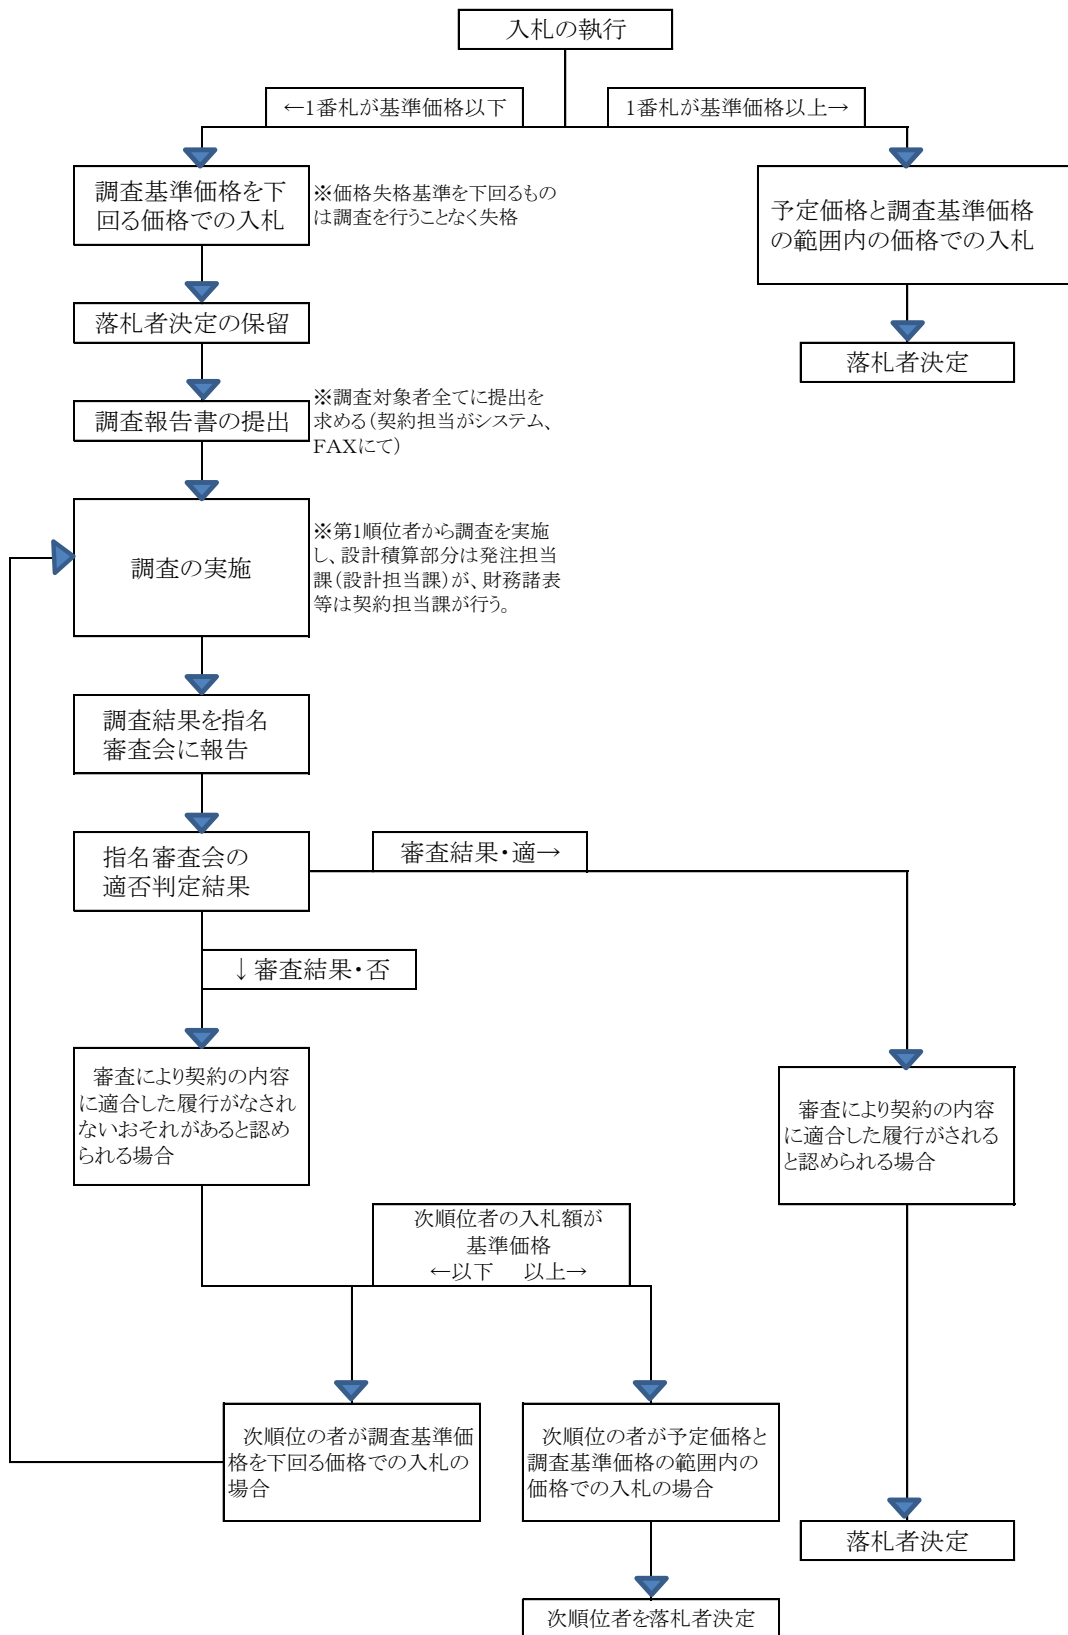 入札の執行
←1番札が基準価格以下
1番札が基準価格以上→
調査基準価格を下
回る価格での入札
※価格失格基準を下回るもの
は調査を行うことなく失格
予定価格と調査基準価格
の範囲内の価格での入札
落札者決定の保留
落札者決定
調査報告書の提出
※調査対象者全てに提出を
求める（契約担当がシステム、
FAXにて）
調査の実施
※第1順位者から調査を実施
し、設計積算部分は発注担当
課（設計担当課）が、財務諸表
等は契約担当課が行う。
調査結果を指名
審査会に報告
指名審査会の
適否判定結果
審査結果・適→
↓審査結果・否
審査により契約の内容
に適合した履行がなされ
ないおそれがあると認め
られる場合
審査により契約の内容
に適合した履行がされる
と認められる場合
次順位者の入札額が
基準価格
←以下　以上→
次順位の者が調査基準価
格を下回る価格での入札の
場合
次順位の者が予定価格と
調査基準価格の範囲内の
価格での入札の場合
落札者決定
次順位者を落札者決定